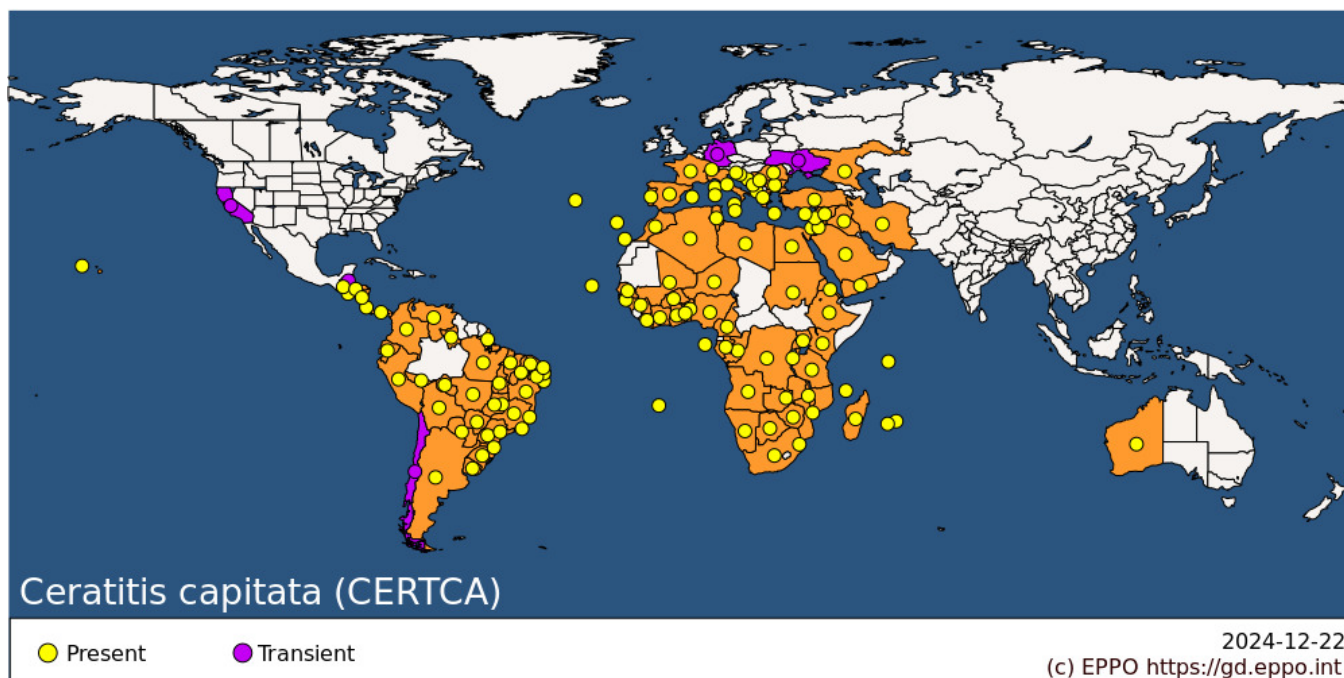 Ceratitis capitata (CERTCA)
Present
Transient
2024-12-22
(c) EPPO https://gd.eppo.int